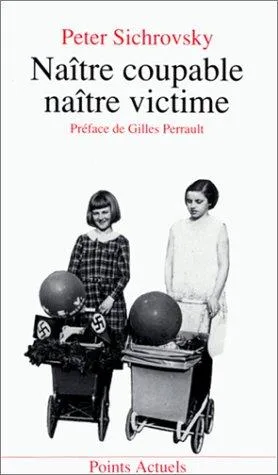 Peter Sichrovsky
Naître coupable
naître victime
Préface de Gilles Perrault
Points Actuels